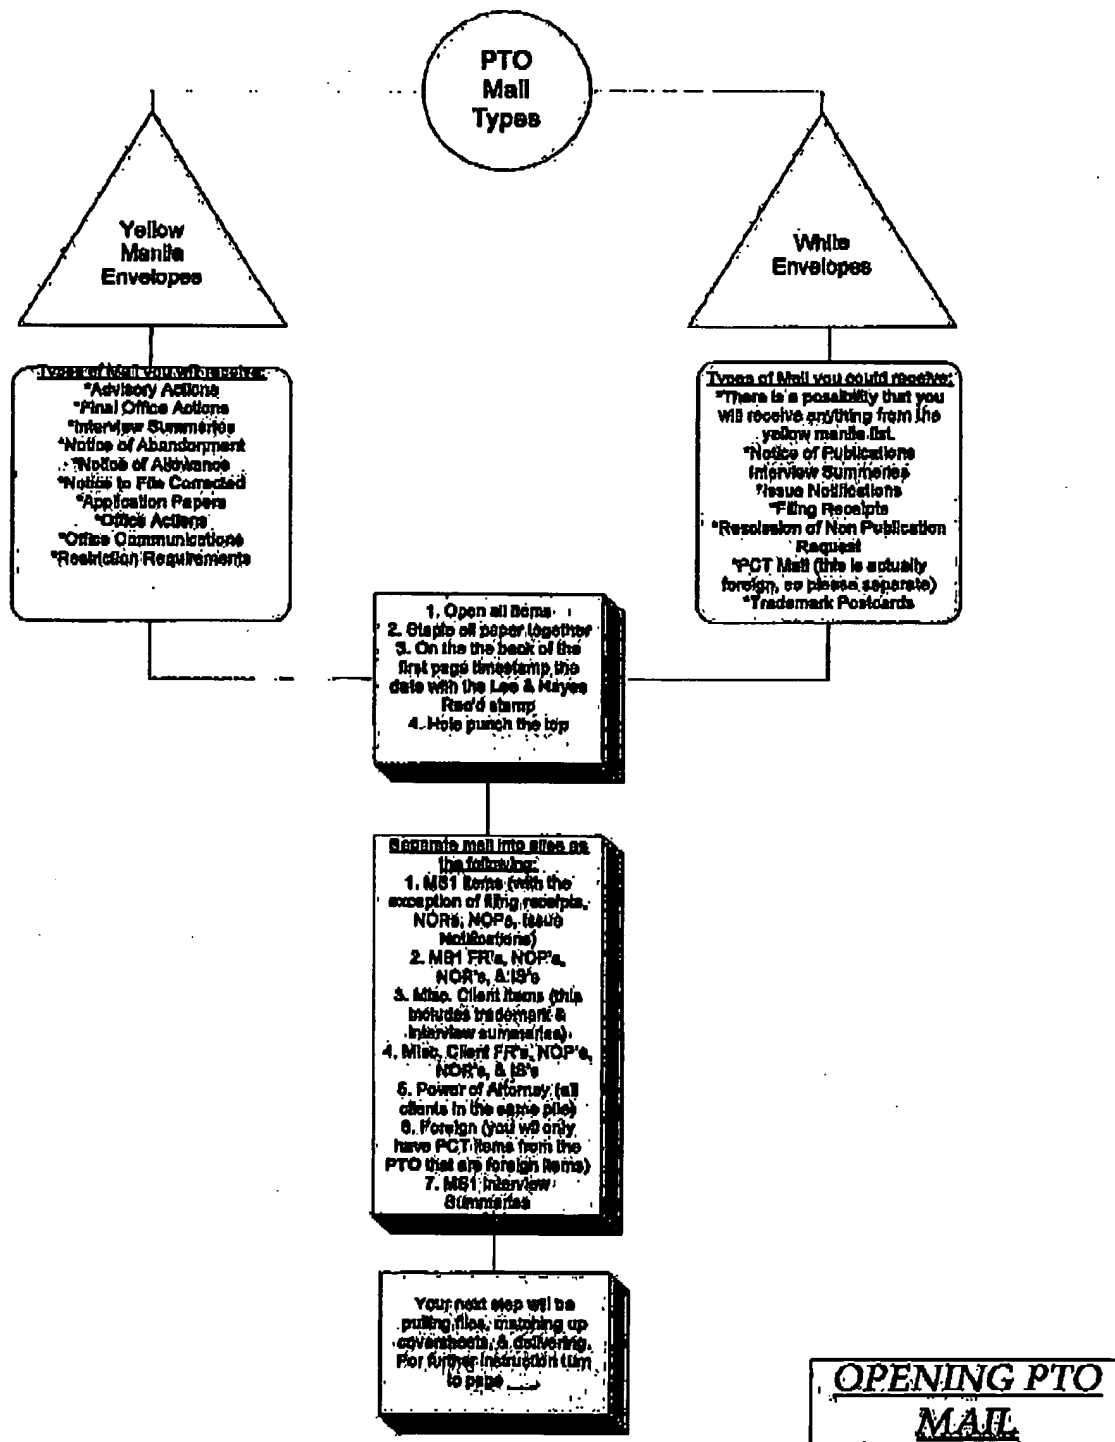 PTO
Mail
Types
Yellow
Manila
Envelopes
White
Envelopes
Types of Mail you will receive:
*Advisory Actions
*Final Office Actions
*Interview Summaries
*Notice of Abandonment
*Notice of Allowance
*Notice to File Corrected
*Application Papers
*Office Actions
*Office Communications
*Restriction Requirements
Types of Mail you could receive:
*There is a possibility that you
will receive anything from the
yellow manila list.
*Notice of Publications
Interview Summaries
*Issue Notifications
*Filing Receipts
*Rescission of Non Publication
Request
*PCT Mail (this is actually
foreign, so please separate)
*Trademark Postcards
1. Open all items
2. Staple all paper together
3. On the the back of the
first page timestamp the
date with the Lee & Hayes
Rec'd stamp
4. Hole punch the top
Separate mail into piles as
the following:
1. MS1 items (with the
exception of filing receipts,
NORs, NOPs, Issue
Notifications)
2. MS1 FR's, NOP's,
NOR's, & IS's
3. Misc. Client items (this
includes trademark &
interview summaries)
4. Misc. Client FR's, NOP's,
NOR's, & IS's
5. Power of Attorney (all
clients in the same pile)
6. Foreign (you will only
have PCT items from the
PTO that are foreign items)
7. MS1 Interview
Summaries
Your next step will be
pulling files, matching up
coversheets, & delivering.
For further instruction turn
to page ____
OPENING PTO
MAIL